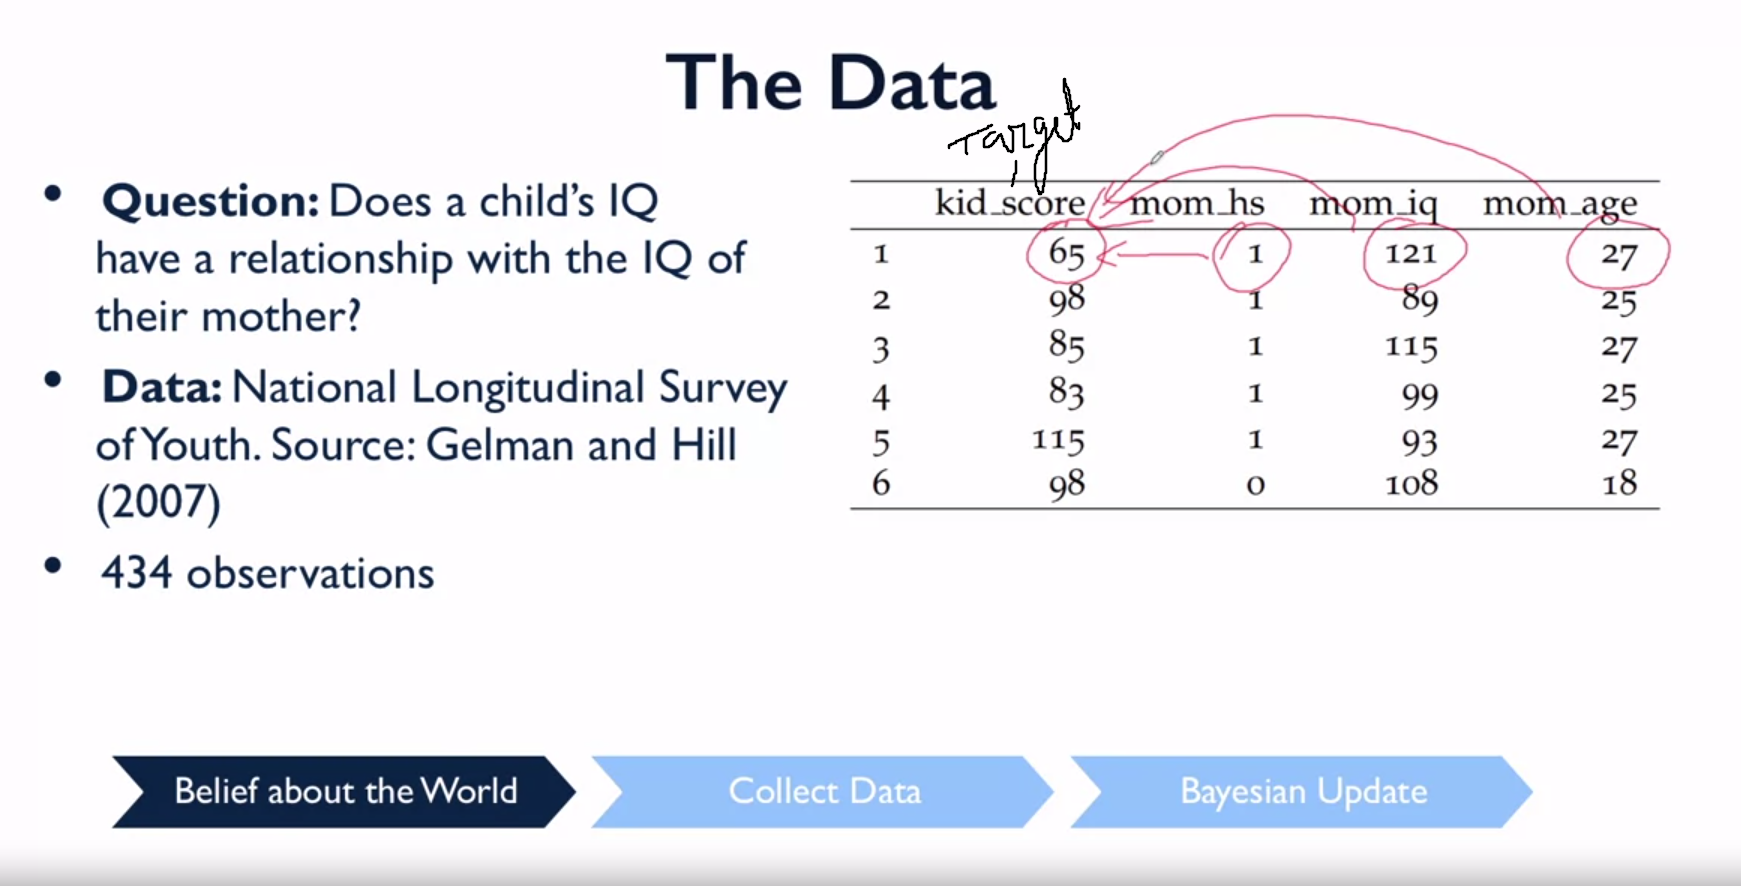 The Data
Target
• Question: Does a child's IQ
have a relationship with the IQ of
their mother?
• Data: National Longitudinal Survey
of Youth. Source: Gelman and Hill
(2007)
• 434 observations
kid_score mom_hs mom_iq mom_age
1 65 1 121 27
2 98 1 89 25
3 85 1 115 27
4 83 1 99 25
5 115 1 93 27
6 98 0 108 18
Belief about the World Collect Data Bayesian Update